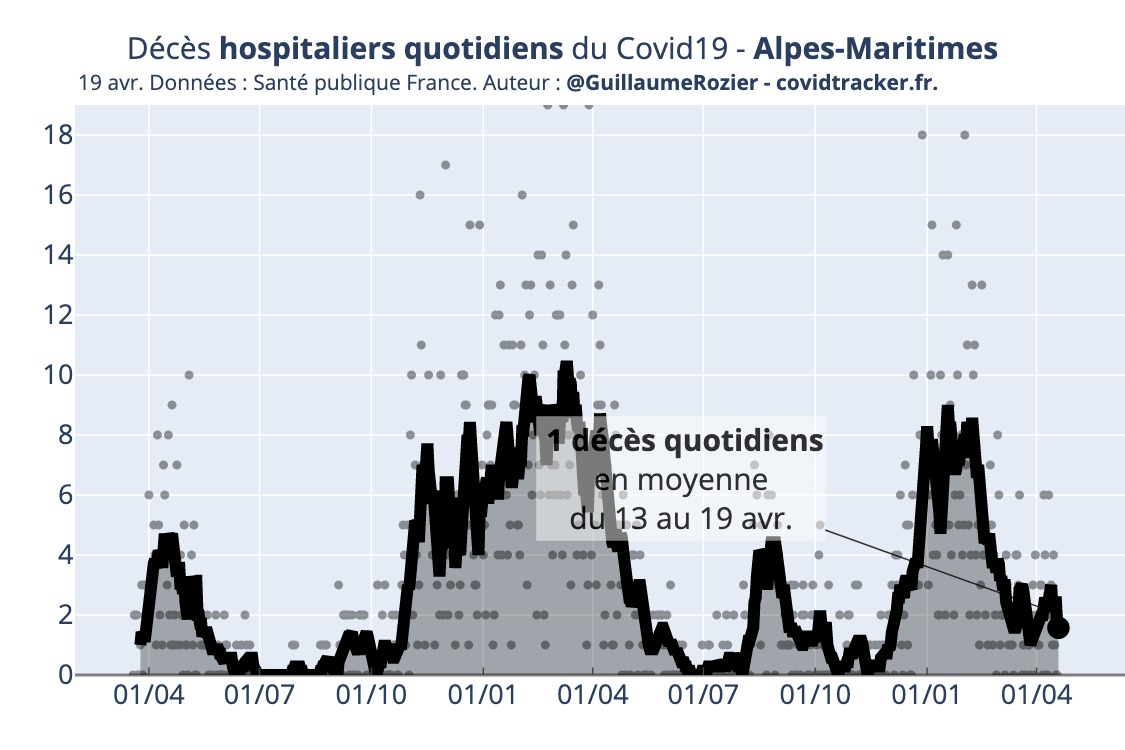 Décès hospitaliers quotidiens du Covid19 - Alpes-Maritimes
19 avr. Données : Santé publique France. Auteur : @GuillaumeRozier - covidtracker.fr.
18
16
14
12
10
8
6
4
2
0
1 décès quotidiens
en moyenne
du 13 au 19 avr.
01/04 01/07 01/10 01/01 01/04 01/07 01/10 01/01 01/04